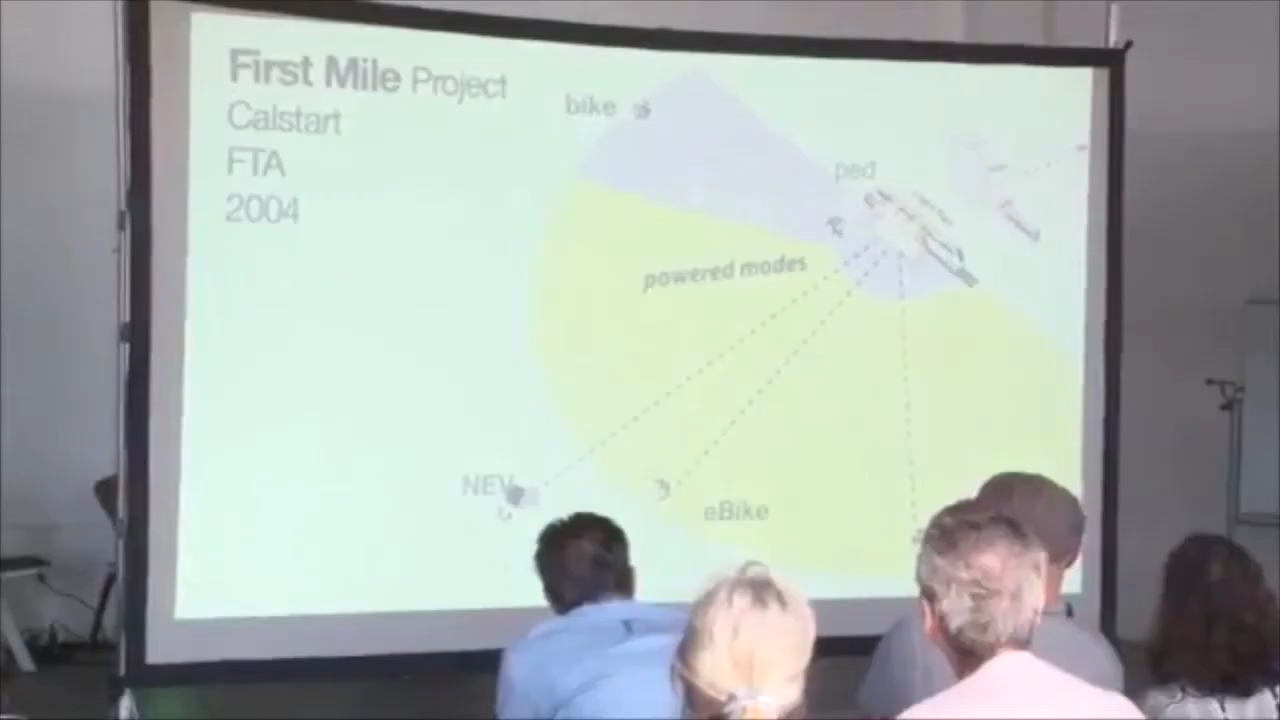 First Mile Project
Calstart
FTA
2004
bike
ped
powered modes
NEV
eBike